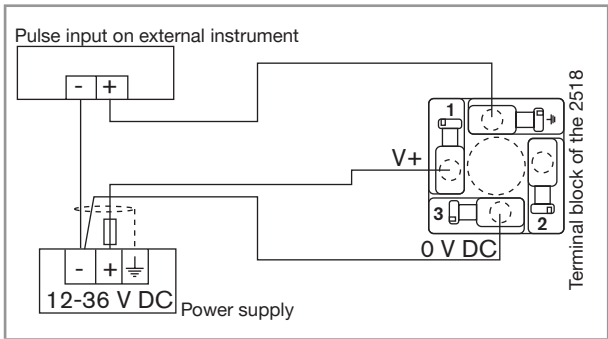 Pulse input on external instrument
- +
1
V+
3
2
0 V DC
Terminal block of the 2518
- +
12-36 V DC
Power supply